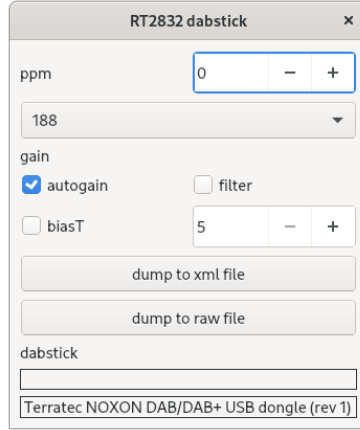 RT2832 dabstick ×
ppm 0 − +
188
gain
autogain filter
biasT 5 − +
dump to xml file
dump to raw file
dabstick
Terratec NOXON DAB/DAB+ USB dongle (rev 1)